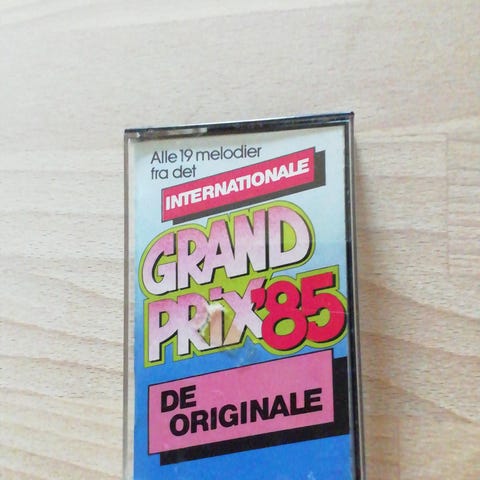 Alle 19 melodier
fra det
INTERNATIONALE
GRAND
PRiX'85
DE
ORIGINALE